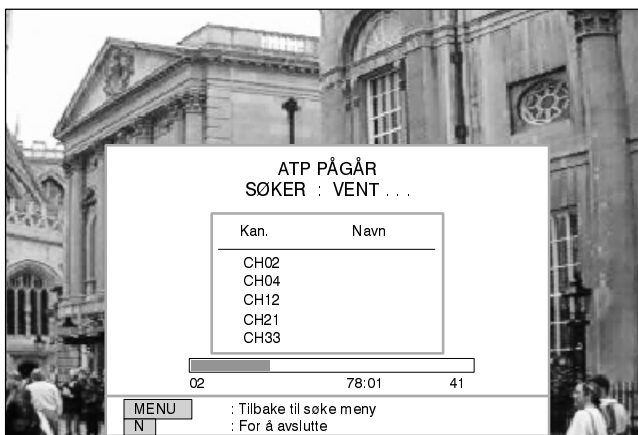 ATP PÅGÅR
SØKER : VENT . . .
Kan. Navn
CH02
CH04
CH12
CH21
CH33
02 78:01 41
MENU : Tilbake til søke meny
N : For å avslutte